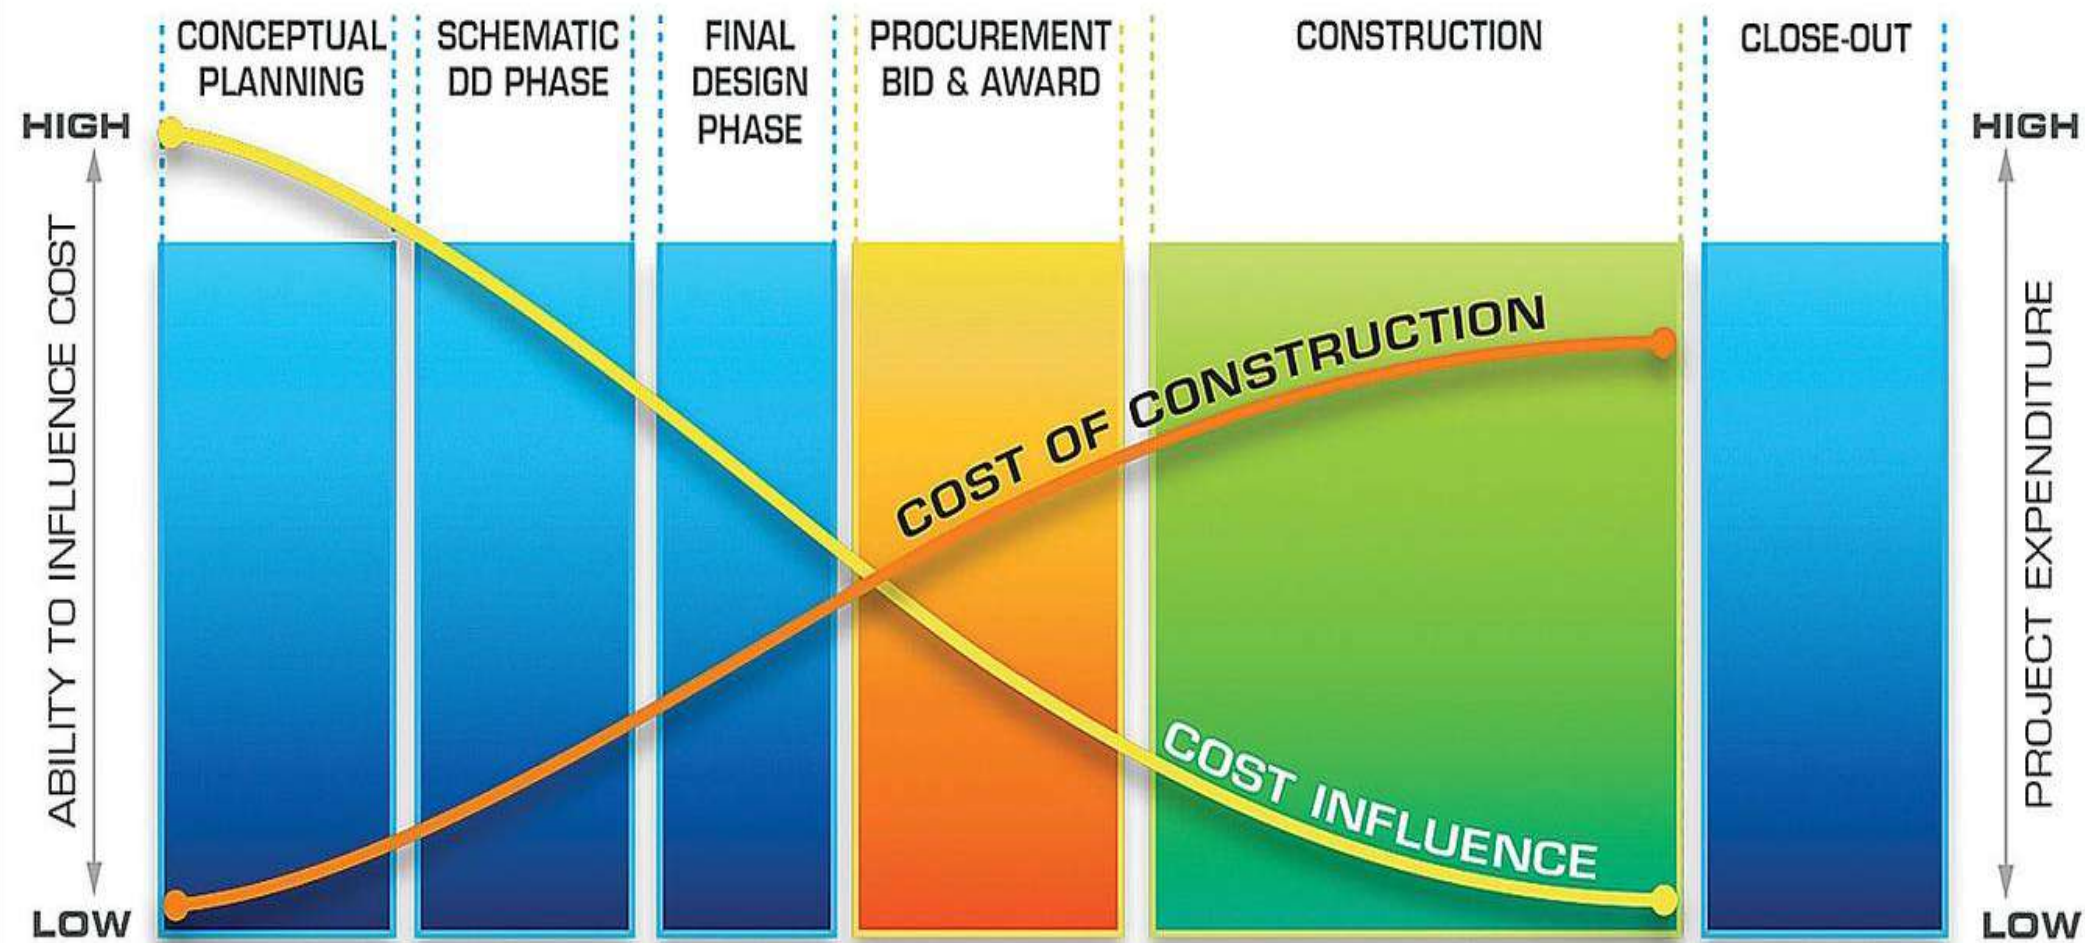 CONCEPTUAL
PLANNING
SCHEMATIC
DD PHASE
FINAL
DESIGN
PHASE
PROCUREMENT
BID & AWARD
CONSTRUCTION
CLOSE-OUT
HIGH
ABILITY TO INFLUENCE COST
LOW
COST OF CONSTRUCTION
COST INFLUENCE
HIGH
PROJECT EXPENDITURE
LOW